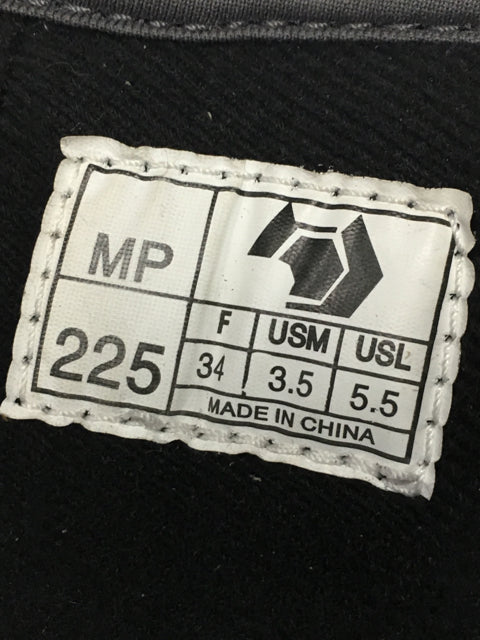 MP
225
F USM USL
34 3.5 5.5
MADE IN CHINA